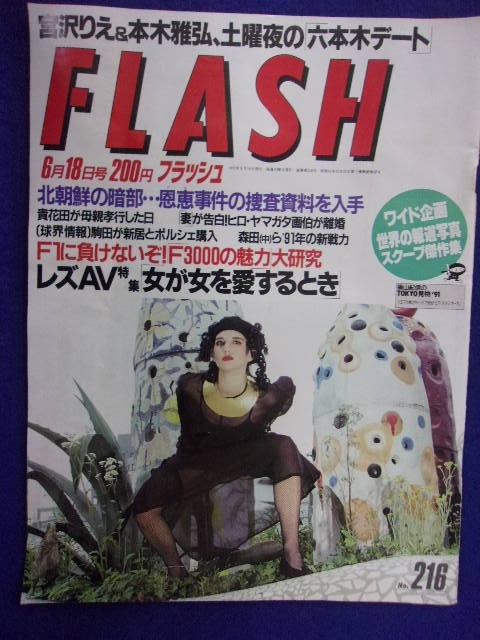 宮沢りえ&本木雅弘、土曜夜の「六本木デート」
FLASH
6月18日号 200円 フラッシュ
北朝鮮の暗部…恩恵事件の捜査資料を入手
貴花田が母親孝行した日 「妻が告白!!ヒロ・ヤマガタ画伯が離婚
〔球界情報〕駒田が新居とポルシェ購入 森田(中)ら'91年の新戦力
F1に負けないぞ!F3000の魅力大研究
レズAV特集「女が女を愛するとき」
ワイド企画
世界の報道写真
スクープ傑作集
TOKYO発情'91
No. 216